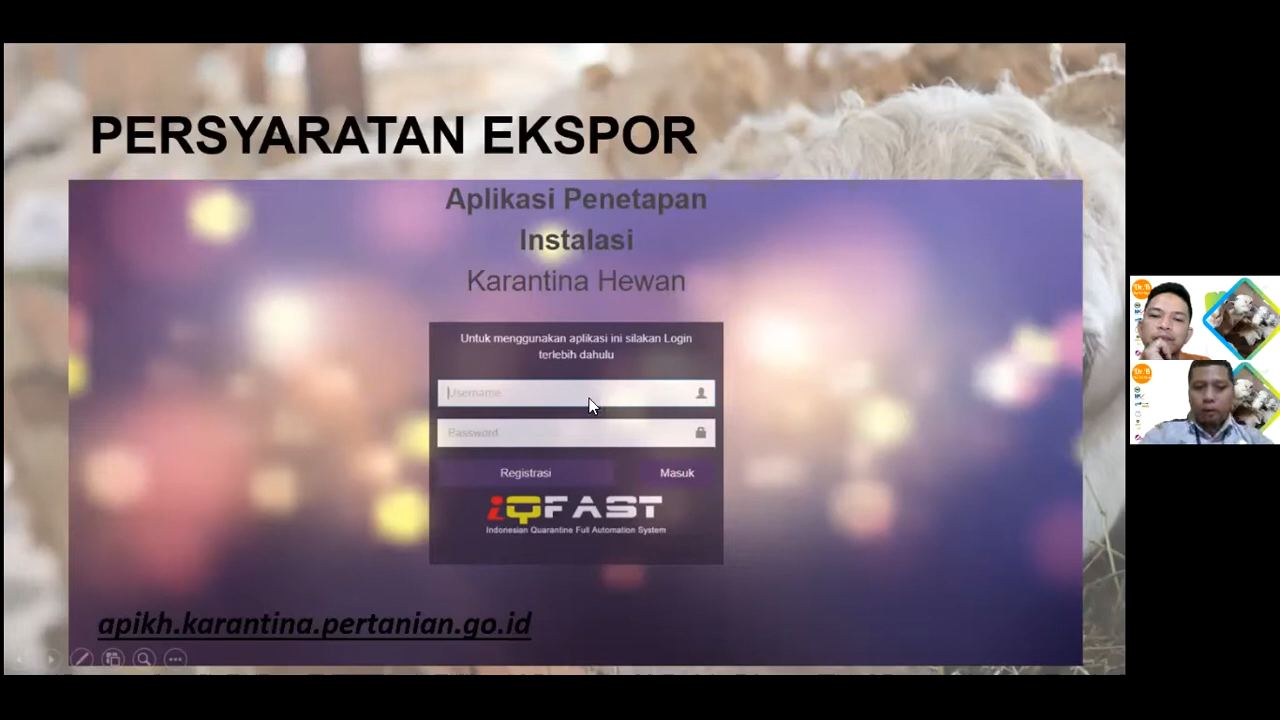 PERSYARATAN EKSPOR
Aplikasi Penetapan
Instalasi
Karantina Hewan
Untuk menggunakan aplikasi ini silakan Login
terlebih dahulu
Username
Password
Registrasi
Masuk
iQFAST
Indonesian Quarantine Full Automation System
apikh.karantina.pertanian.go.id